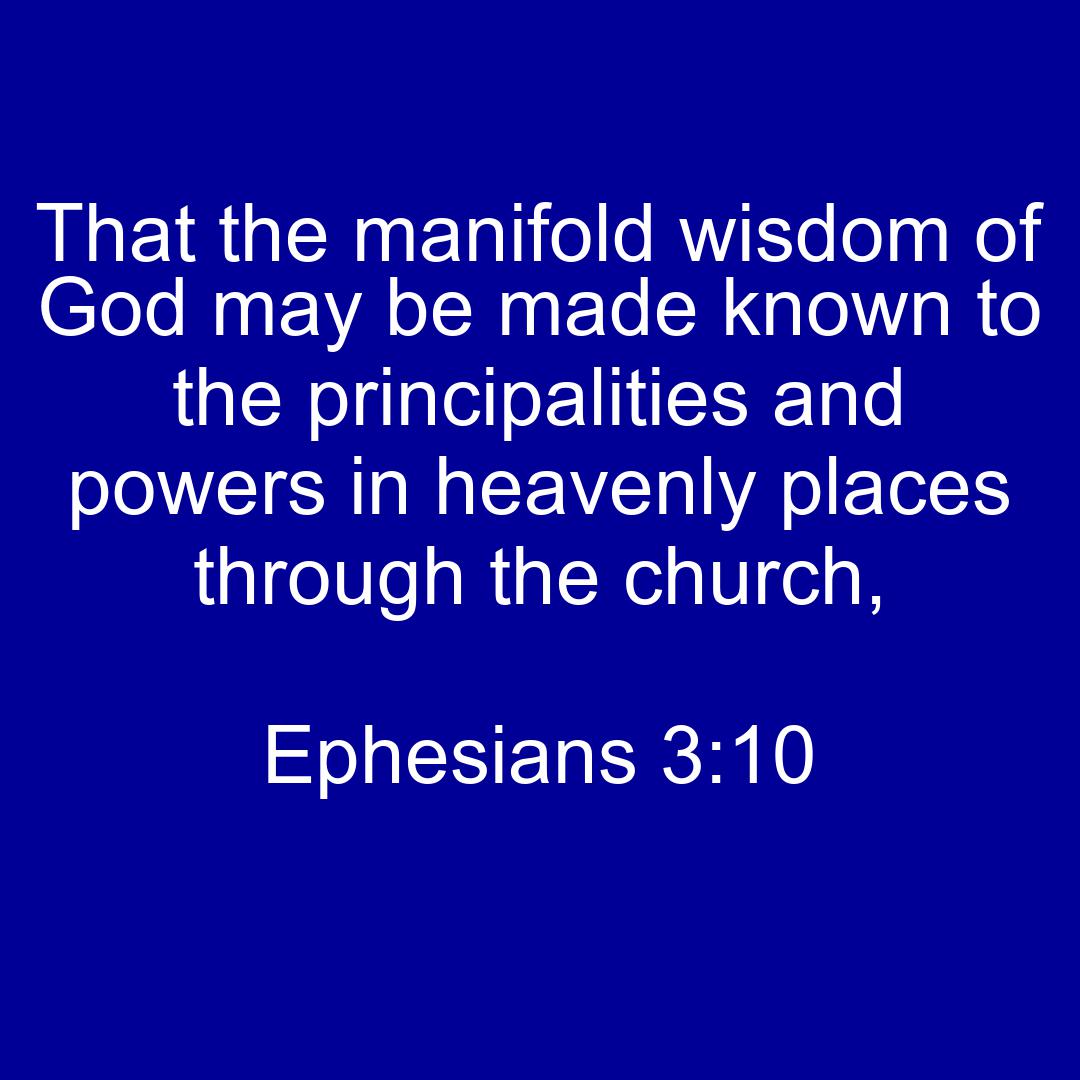 That the manifold wisdom of
God may be made known to
the principalities and
powers in heavenly places
through the church,
Ephesians 3:10